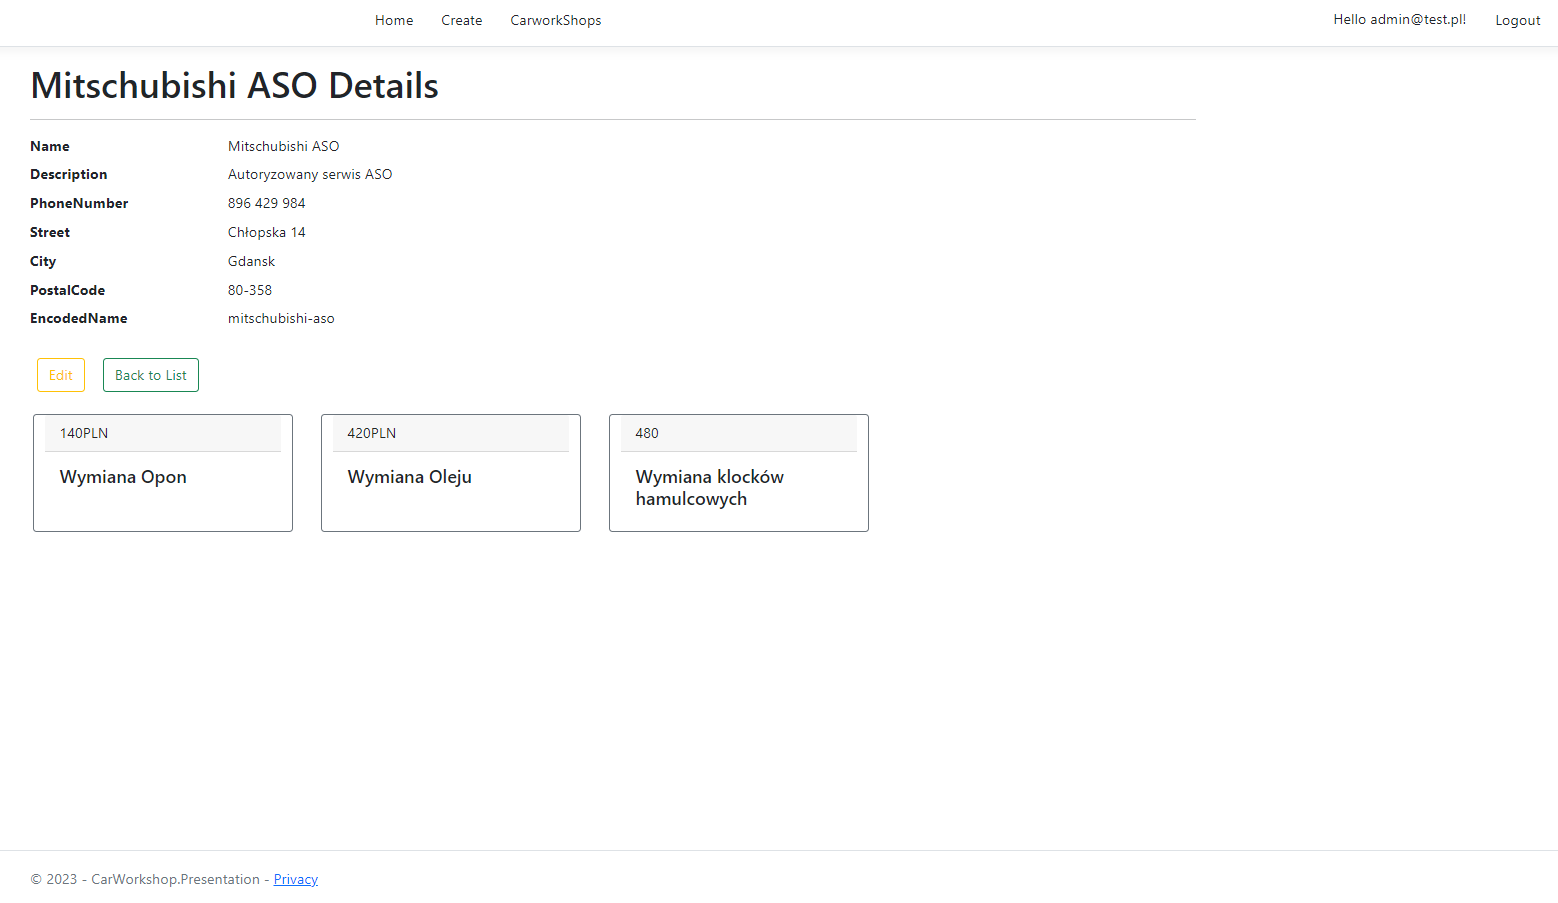 Home Create CarworkShops Hello admin@test.pl! Logout
Mitschubishi ASO Details
Name Mitschubishi ASO
Description Autoryzowany serwis ASO
PhoneNumber 896 429 984
Street Chłopska 14
City Gdansk
PostalCode 80-358
EncodedName mitschubishi-aso
Edit Back to List
140PLN
Wymiana Opon
420PLN
Wymiana Oleju
480
Wymiana klocków
hamulcowych
© 2023 - CarWorkshop.Presentation - Privacy